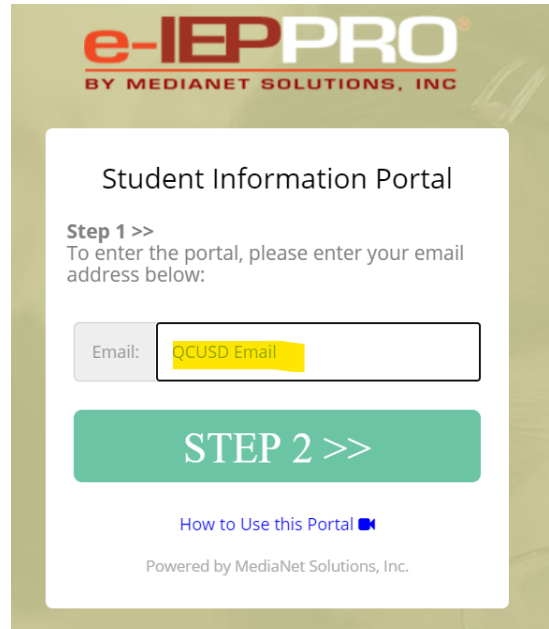 e-IEPPRO®
BY MEDIANET SOLUTIONS, INC
Student Information Portal
Step 1 >>
To enter the portal, please enter your email
address below:
Email: QCUSD Email
STEP 2 >>
How to Use this Portal
Powered by MediaNet Solutions, Inc.